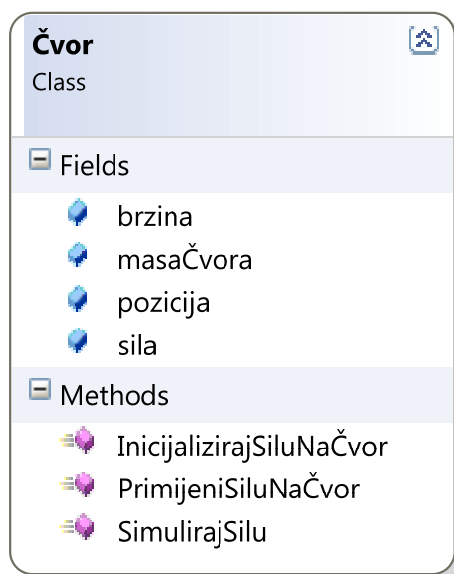 Čvor
Class
Fields
brzina
masaČvora
pozicija
sila
Methods
InicijalizirajSiluNaČvor
PrimijeniSiluNaČvor
SimulirajSilu